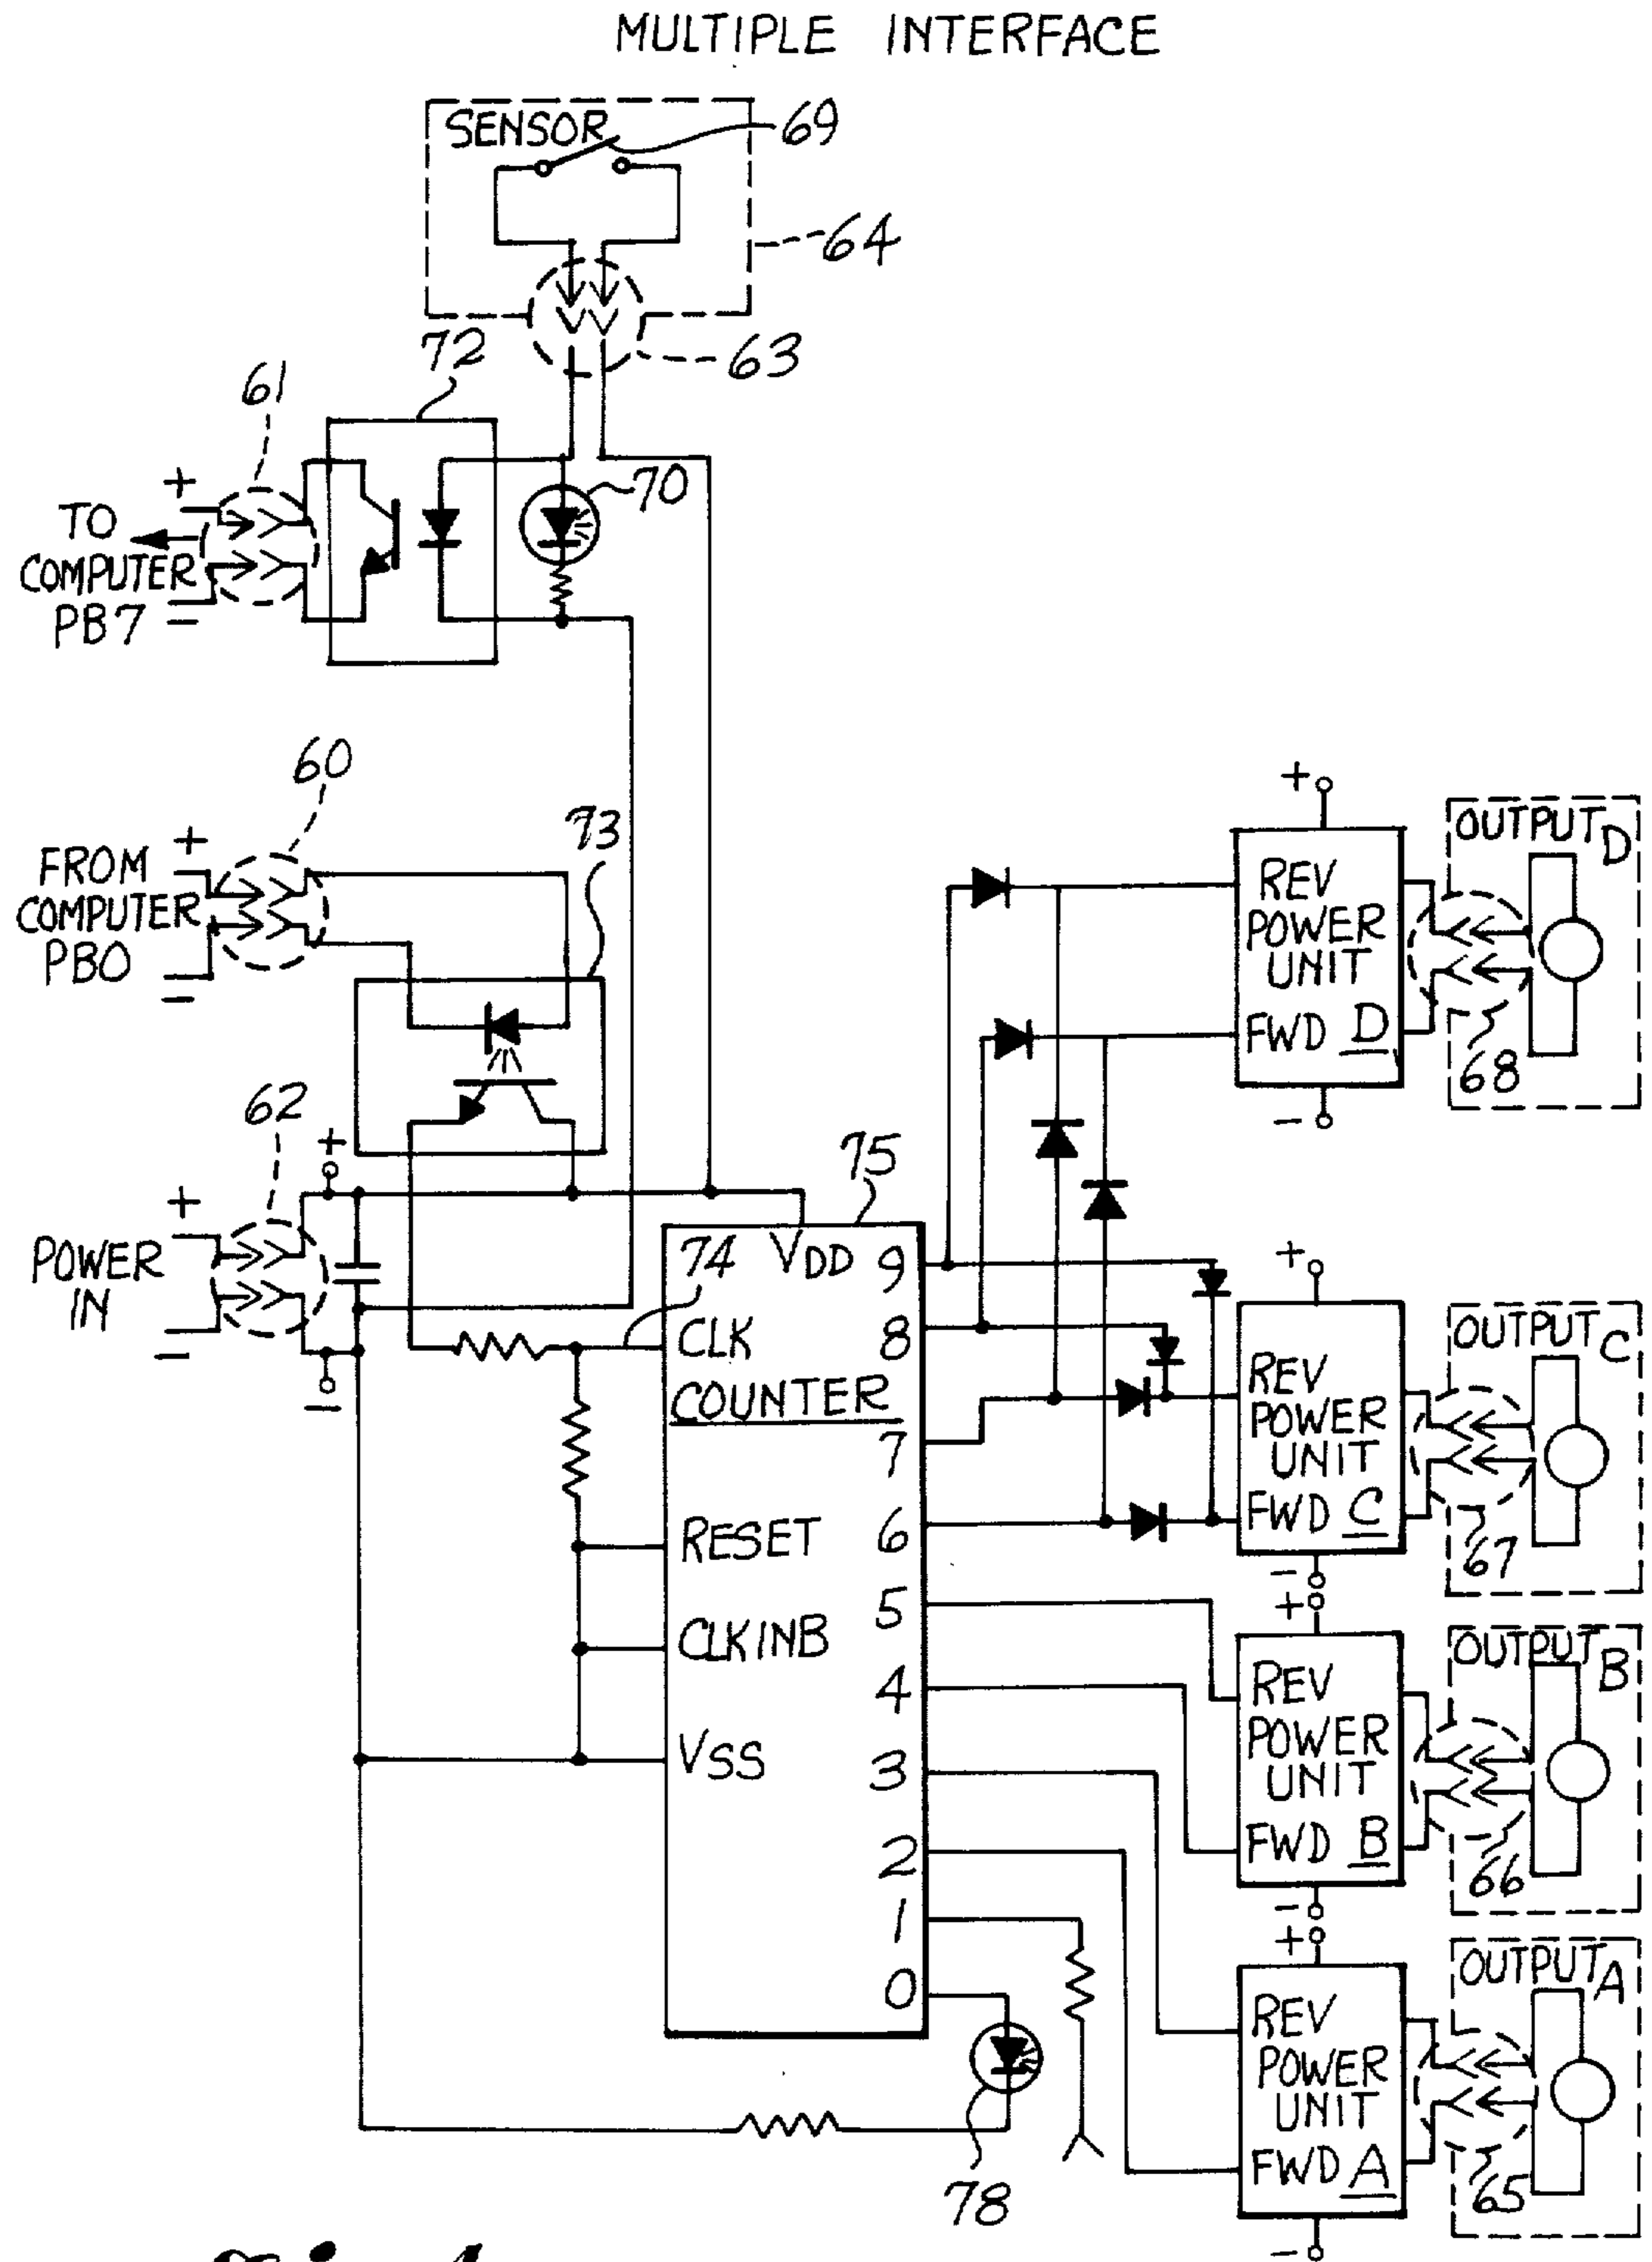 MULTIPLE INTERFACE
SENSOR
69
64
63
72
61
70
+
TO
COMPUTER
PB7
−
60
73
+
FROM
COMPUTER
PB0
−
62
+
+
POWER
IN
−
−
75
74
VDD
CLK
COUNTER
RESET
CLKINB
VSS
9
8
7
6
5
4
3
2
1
0
78
+
REV
POWER
UNIT
FWD D
−
OUTPUT D
68
+
REV
POWER
UNIT
FWD C
−
OUTPUT C
67
+
REV
POWER
UNIT
FWD B
−
OUTPUT B
66
+
REV
POWER
UNIT
FWD A
−
OUTPUT A
65